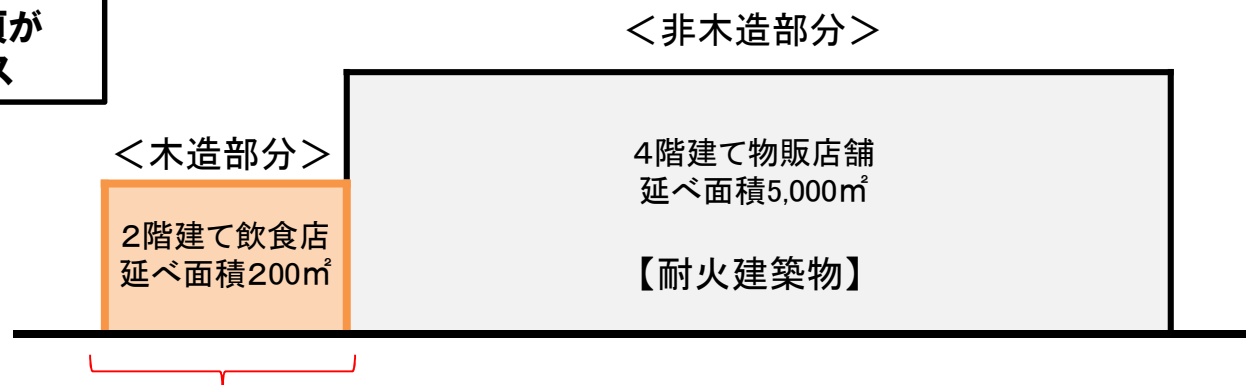 が
ス
＜非木造部分＞
＜木造部分＞
4階建て物販店舗
延べ面積5,000㎡
2階建て飲食店
延べ面積200㎡
【耐火建築物】